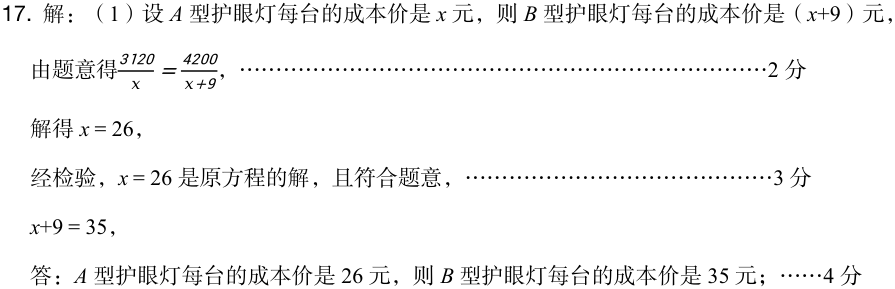 17. 解：（1）设 A 型护眼灯每台的成本价是 x 元，则 B 型护眼灯每台的成本价是（x+9）元，
由题意得3120/x = 4200/x+9，……………………………………………………………2 分
解得 x = 26，
经检验，x = 26 是原方程的解，且符合题意，……………………………………3 分
x+9 = 35，
答：A 型护眼灯每台的成本价是 26 元，则 B 型护眼灯每台的成本价是 35 元；……4 分